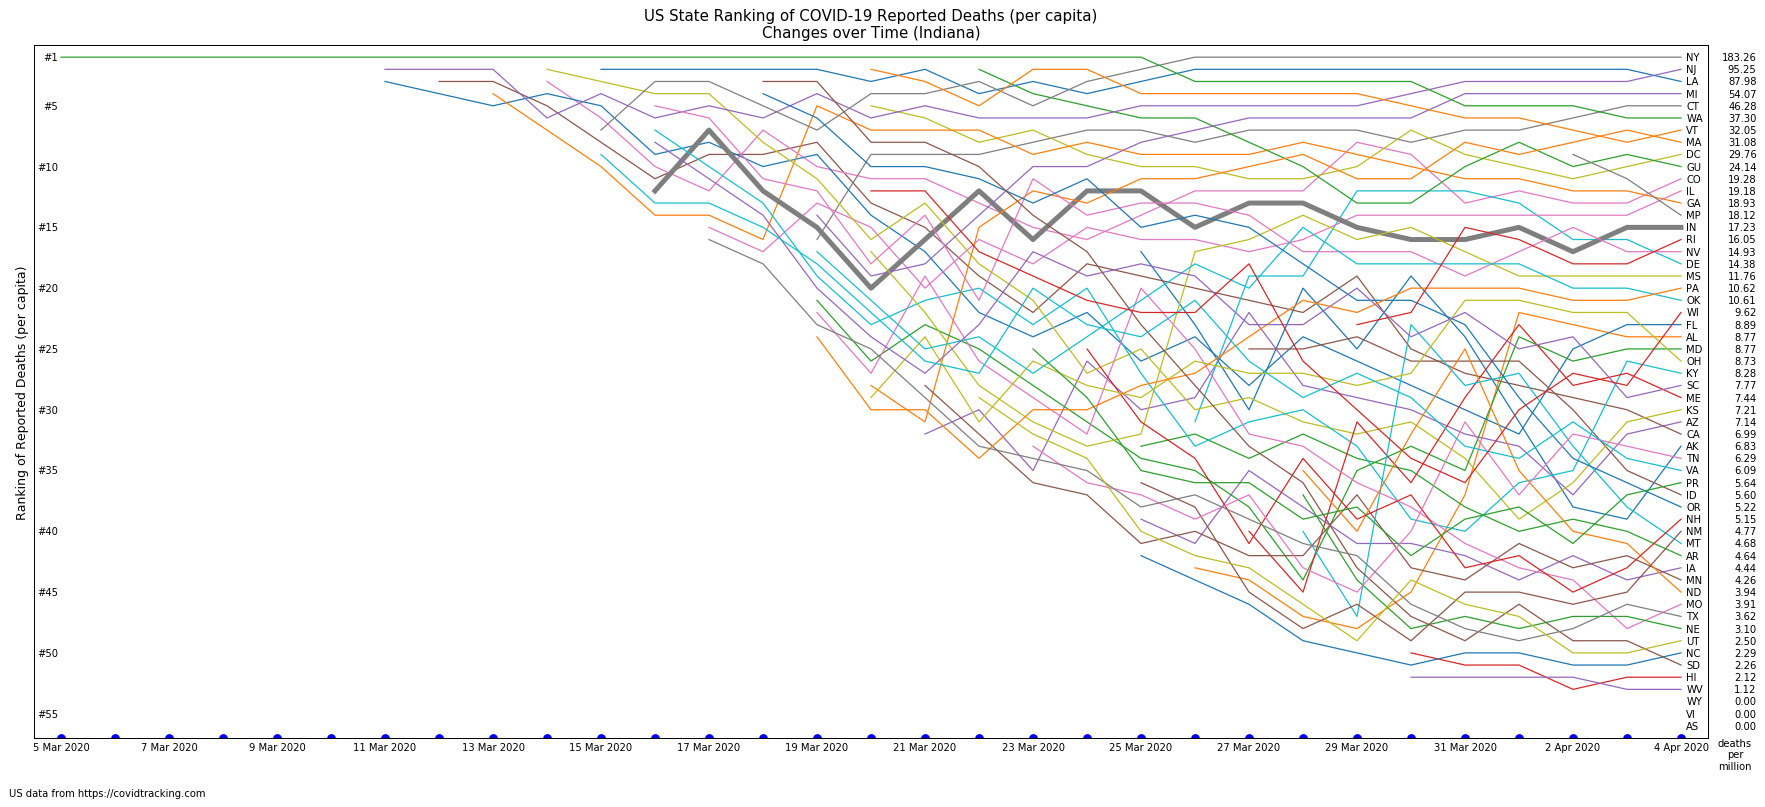 US State Ranking of COVID-19 Reported Deaths (per capita)
Changes over Time (Indiana)
Ranking of Reported Deaths (per capita)
#1
#5
#10
#15
#20
#25
#30
#35
#40
#45
#50
#55
NY 183.26
NJ 95.25
LA 87.98
MI 54.07
CT 46.28
WA 37.30
VT 32.05
MA 31.08
DC 29.76
GU 24.14
CO 19.28
IL 19.18
GA 18.93
MP 18.12
IN 17.23
RI 16.05
NV 14.93
DE 14.38
MS 11.76
PA 10.62
OK 10.61
WI 9.62
FL 8.89
AL 8.77
MD 8.77
OH 8.73
KY 8.28
SC 7.77
ME 7.44
KS 7.21
AZ 7.14
CA 6.99
AK 6.83
TN 6.29
VA 6.09
PR 5.64
ID 5.60
OR 5.22
NH 5.15
NM 4.77
MT 4.68
AR 4.64
IA 4.44
MN 4.26
ND 3.94
MO 3.91
TX 3.62
NE 3.10
UT 2.50
NC 2.29
SD 2.26
HI 2.12
WV 1.12
WY 0.00
VI 0.00
AS 0.00
5 Mar 2020 7 Mar 2020 9 Mar 2020 11 Mar 2020 13 Mar 2020 15 Mar 2020 17 Mar 2020 19 Mar 2020 21 Mar 2020 23 Mar 2020 25 Mar 2020 27 Mar 2020 29 Mar 2020 31 Mar 2020 2 Apr 2020 4 Apr 2020
deaths
per
million
US data from https://covidtracking.com